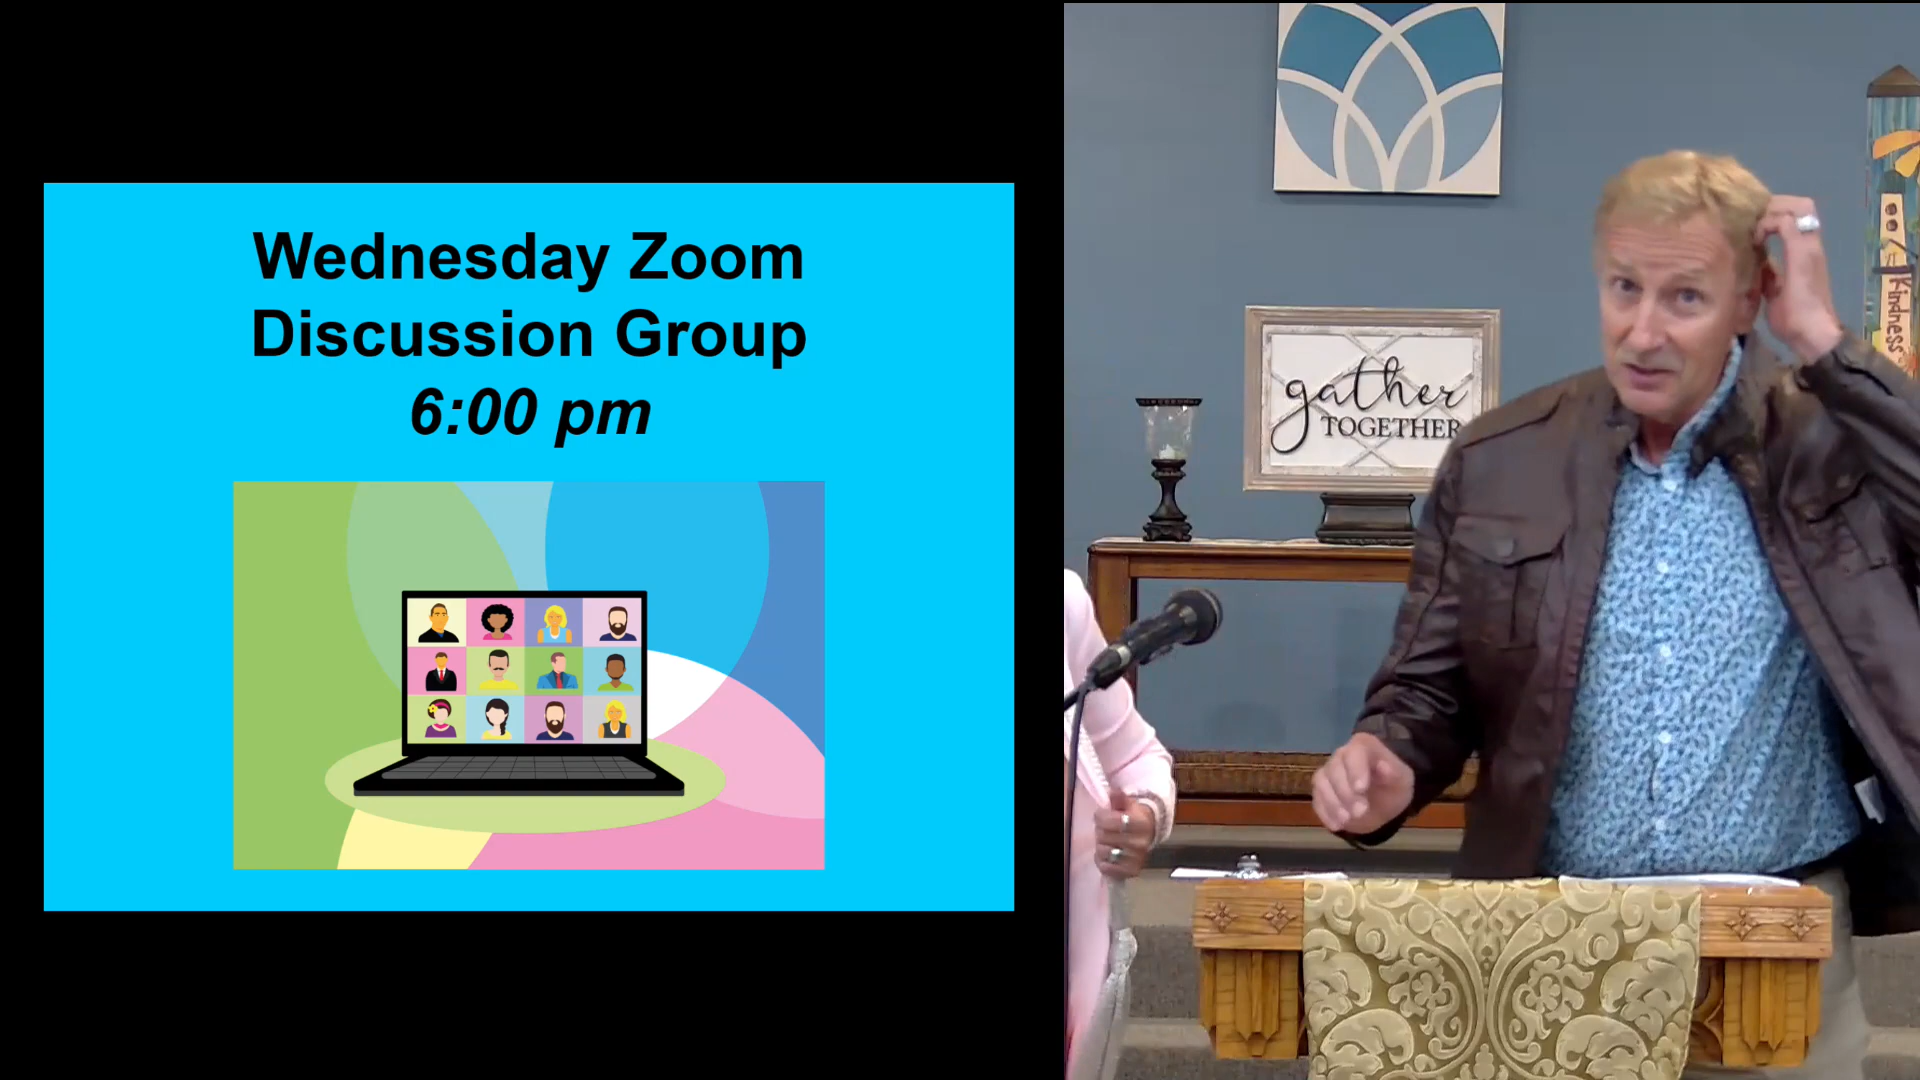 Wednesday Zoom
Discussion Group
6:00 pm
gather
TOGETHER
Kindness